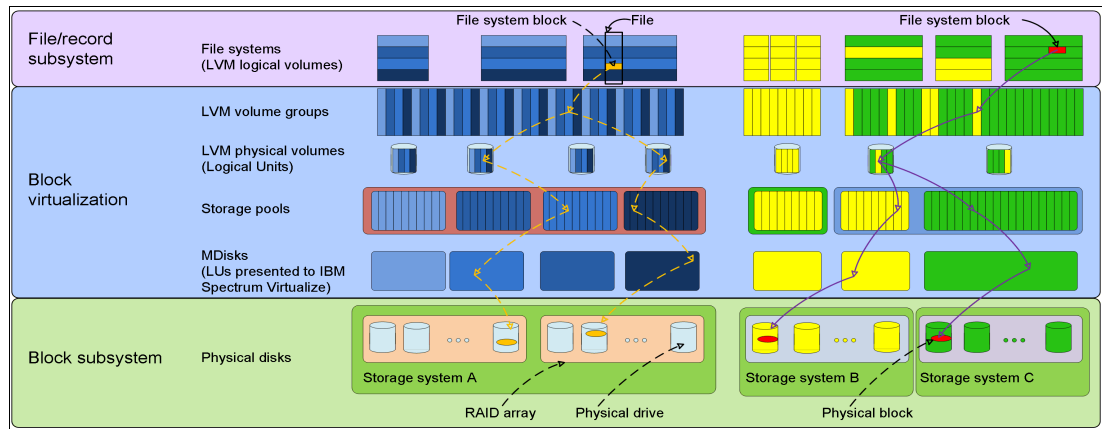 File/record
subsystem
File systems
(LVM logical volumes)
File system block
File
File system block
Block
virtualization
LVM volume groups
LVM physical volumes
(Logical Units)
Storage pools
MDisks
(LUs presented to IBM
Spectrum Virtualize)
Block subsystem
Physical disks
Storage system A
Storage system B
Storage system C
RAID array
Physical drive
Physical block